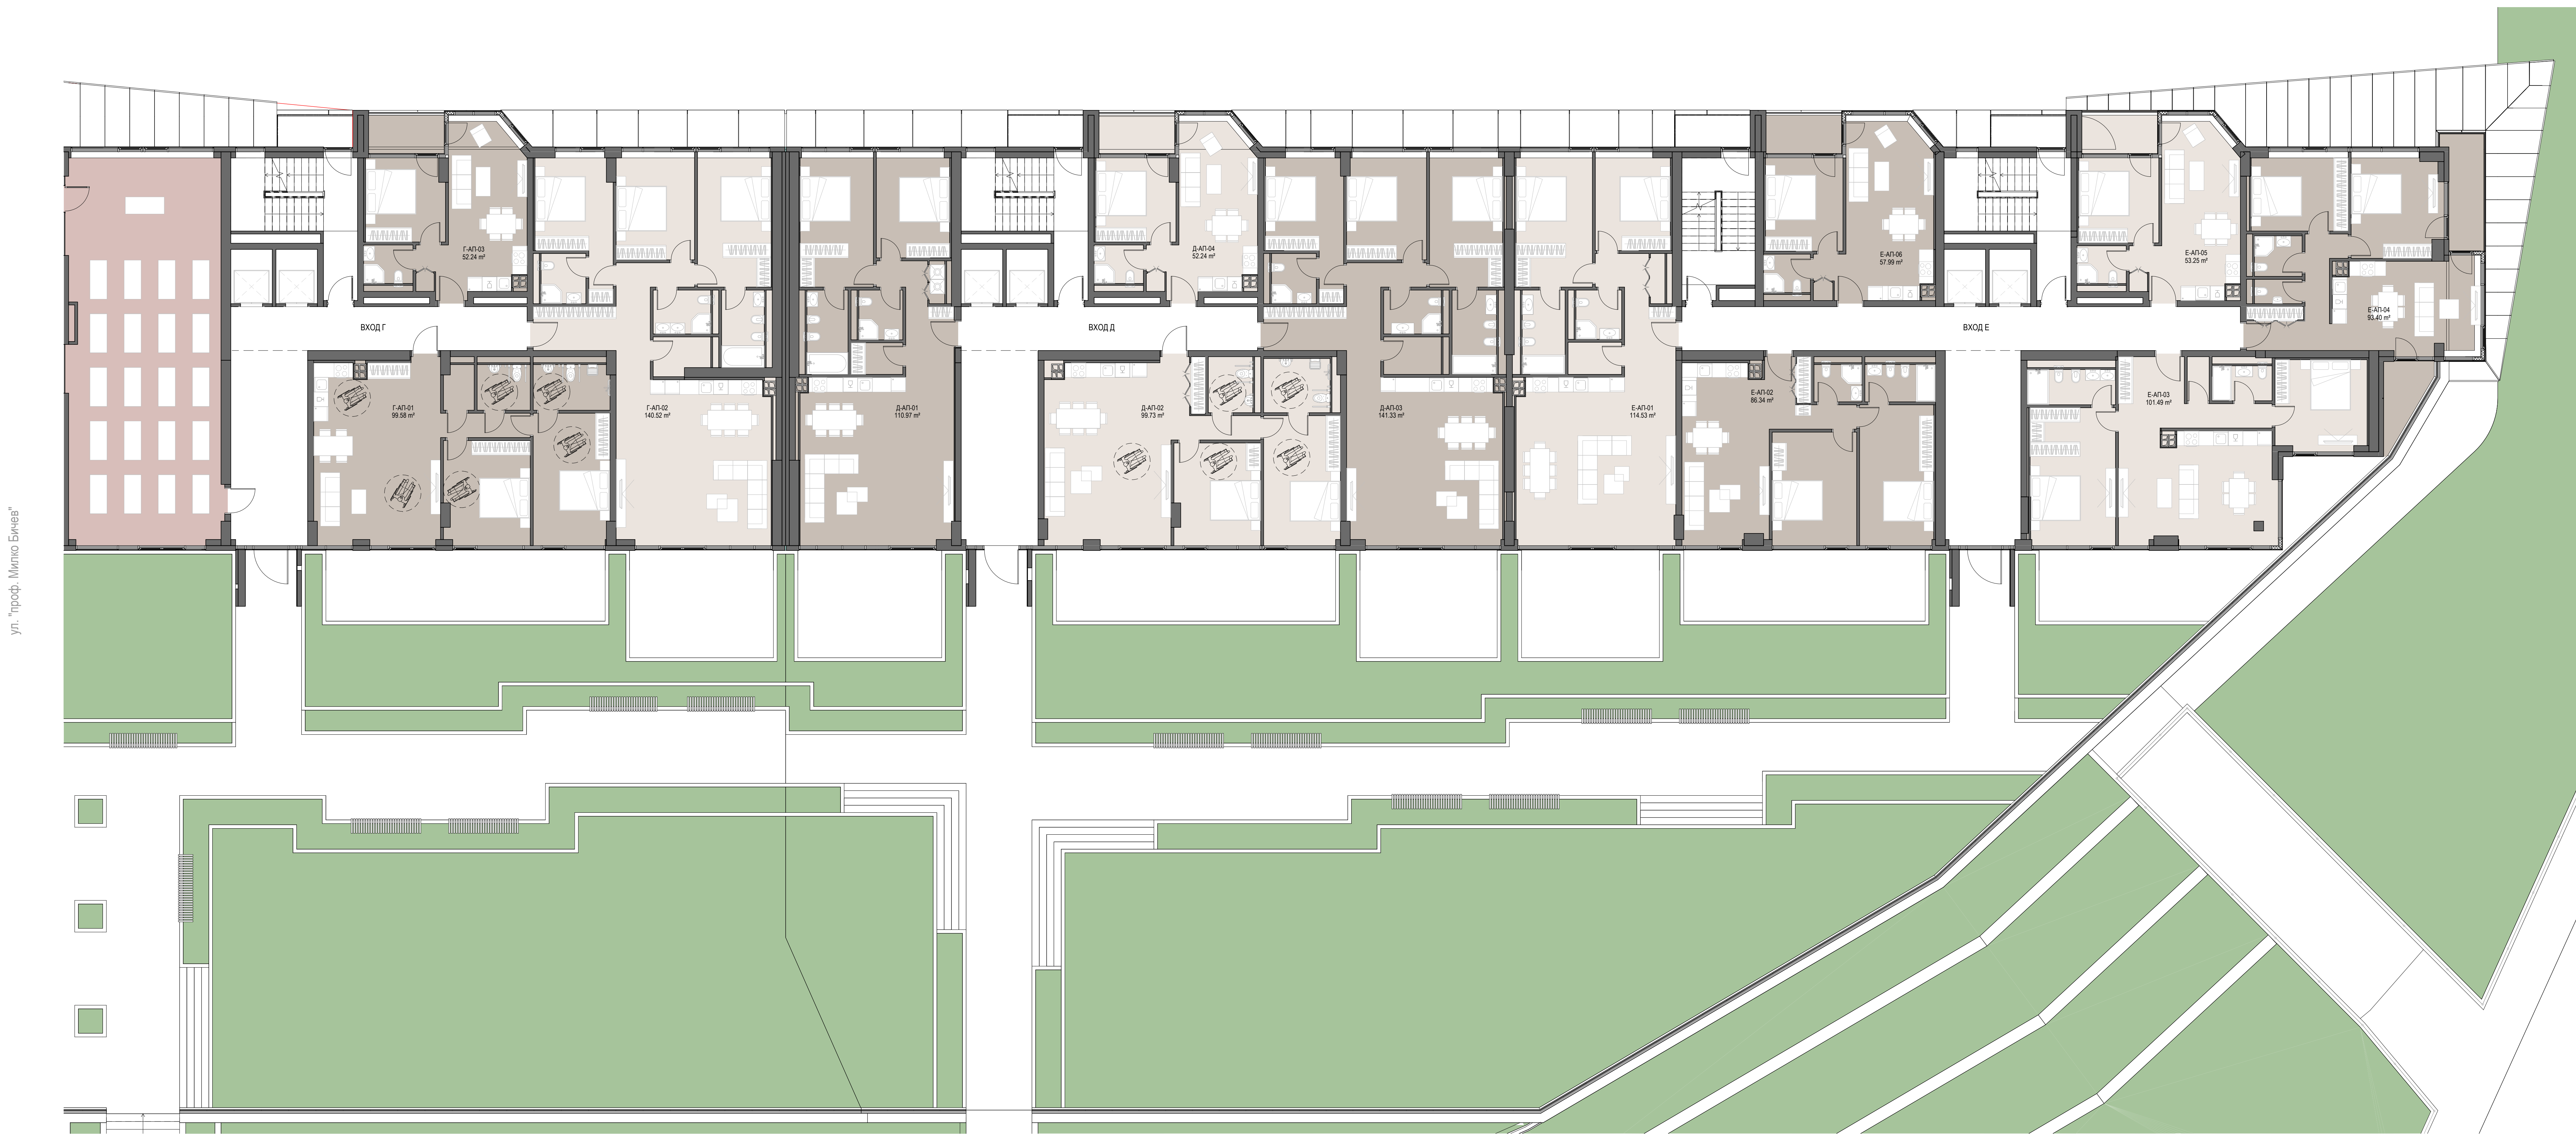 ул. "проф. Милко Бичев"
Г-АП-03
52.24 m²
ВХОД Г
Г-АП-01
99.58 m²
Г-АП-02
140.52 m²
Д-АП-01
110.97 m²
Д-АП-04
52.24 m²
ВХОД Д
Д-АП-02
99.73 m²
Д-АП-03
141.33 m²
Е-АП-01
114.53 m²
Е-АП-06
57.99 m²
Е-АП-02
86.34 m²
ВХОД Е
Е-АП-05
53.25 m²
Е-АП-04
93.40 m²
Е-АП-03
101.49 m²